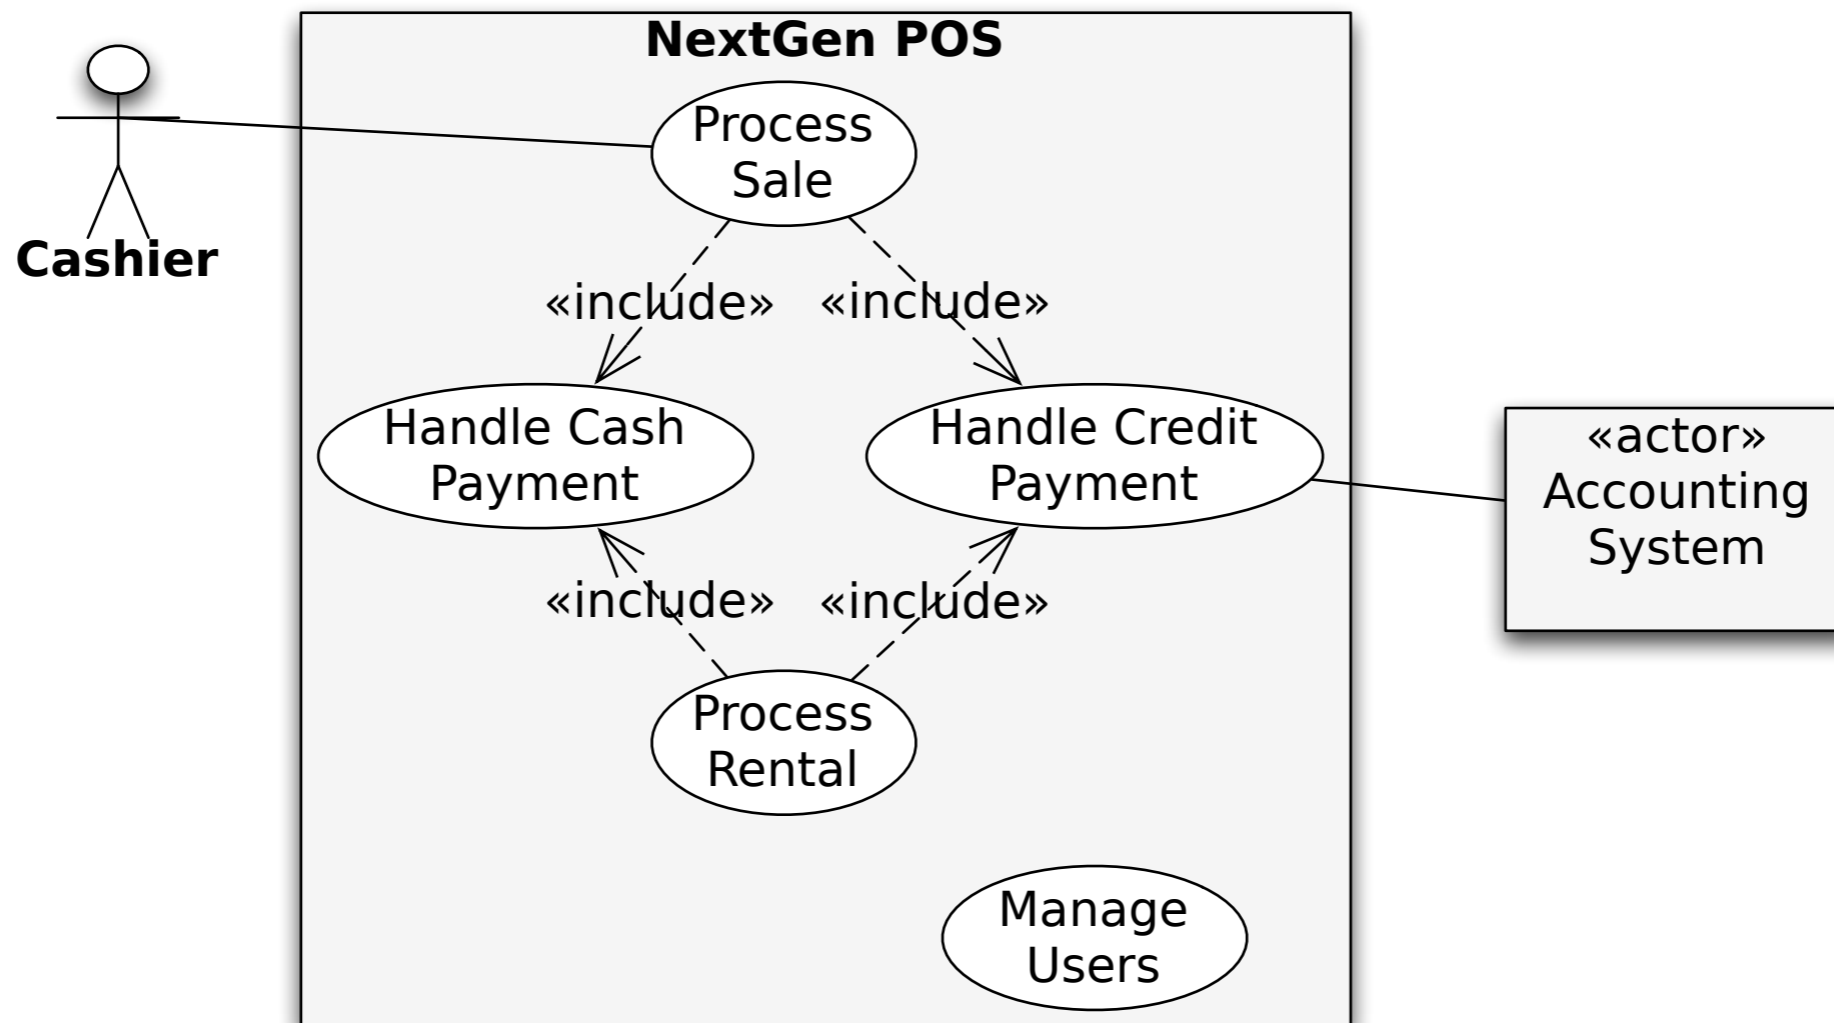 NextGen POS
Process
Sale
Cashier
«include» «include»
Handle Cash
Payment
Handle Credit
Payment
«actor»
Accounting
System
«include» «include»
Process
Rental
Manage
Users